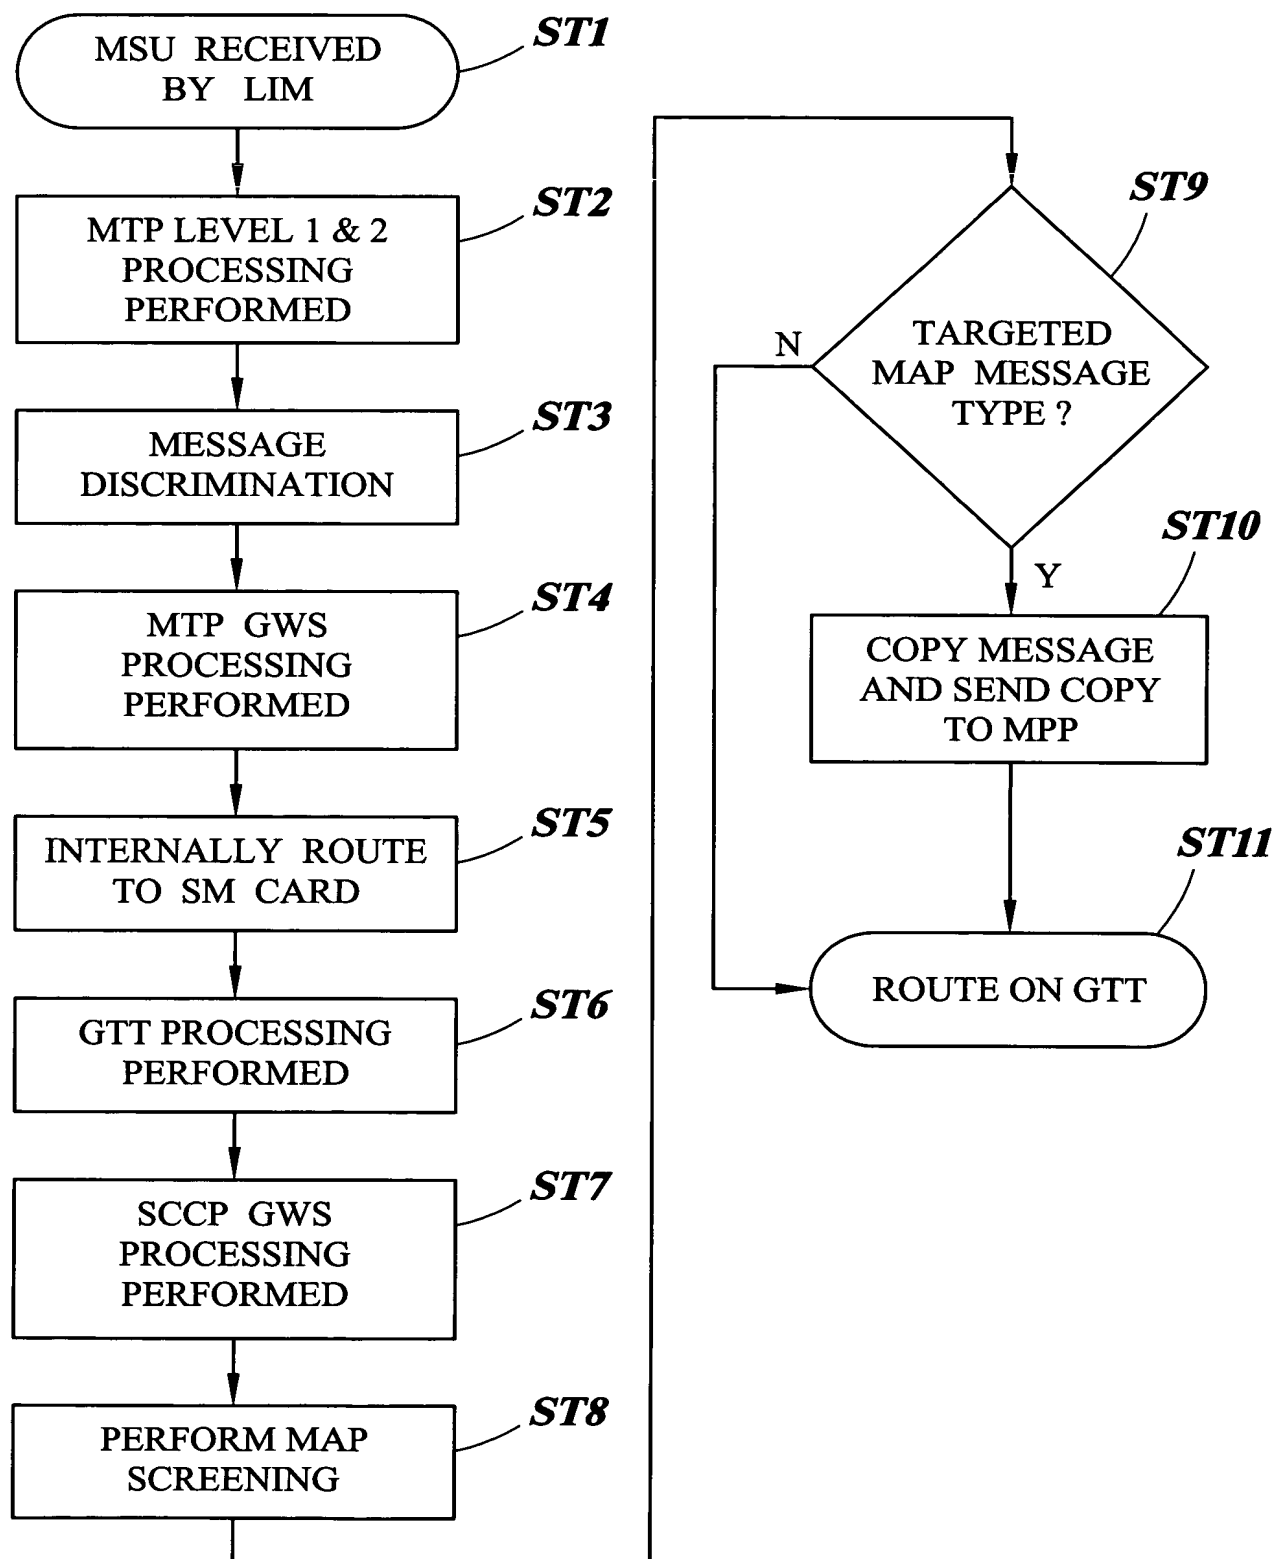 MSU RECEIVED
BY LIM
ST1
MTP LEVEL 1 & 2
PROCESSING
PERFORMED
ST2
MESSAGE
DISCRIMINATION
ST3
MTP GWS
PROCESSING
PERFORMED
ST4
INTERNALLY ROUTE
TO SM CARD
ST5
GTT PROCESSING
PERFORMED
ST6
SCCP GWS
PROCESSING
PERFORMED
ST7
PERFORM MAP
SCREENING
ST8
TARGETED
MAP MESSAGE
TYPE ?
ST9
N
Y
COPY MESSAGE
AND SEND COPY
TO MPP
ST10
ROUTE ON GTT
ST11